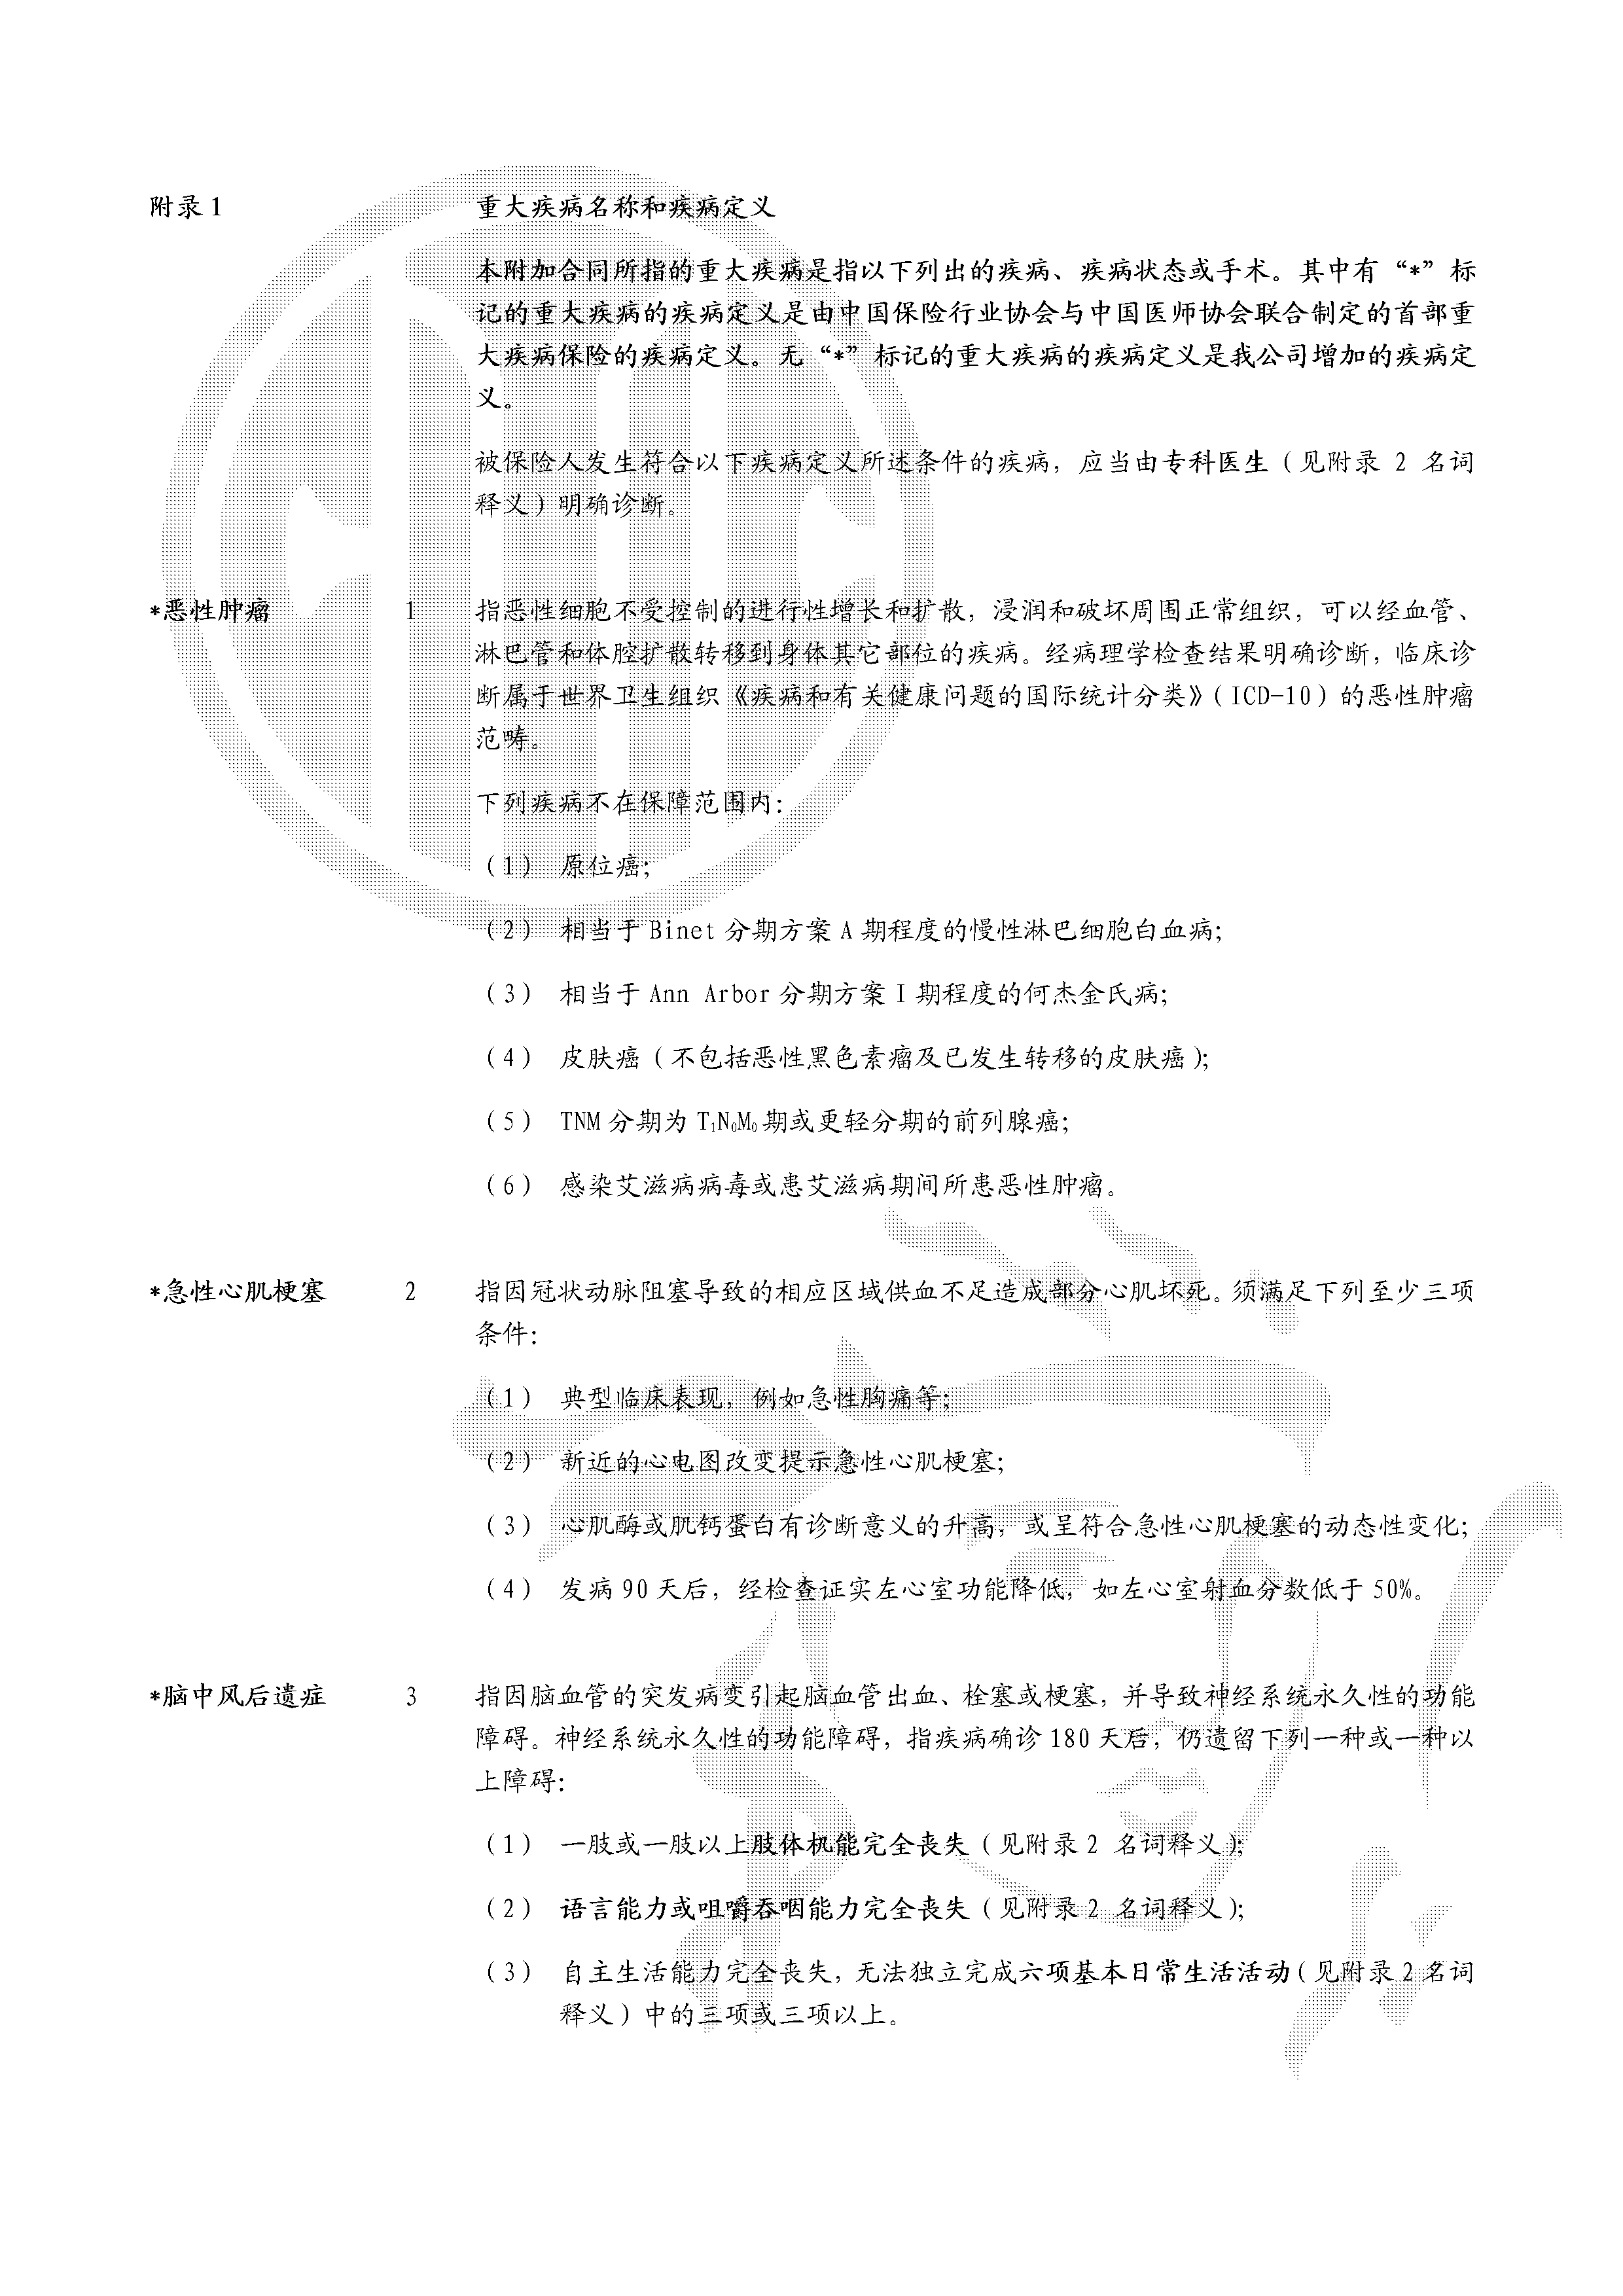 附录 1 重大疾病名称和疾病定义
本附加合同所指的重大疾病是指以下列出的疾病、疾病状态或手术。其中有“*”标
记的重大疾病的疾病定义是由中国保险行业协会与中国医师协会联合制定的首部重
大疾病保险的疾病定义。无“*”标记的重大疾病的疾病定义是我公司增加的疾病定
义。
被保险人发生符合以下疾病定义所述条件的疾病，应当由专科医生（见附录 2 名词
释义）明确诊断。
*恶性肿瘤 1 指恶性细胞不受控制的进行性增长和扩散，浸润和破坏周围正常组织，可以经血管、
淋巴管和体腔扩散转移到身体其它部位的疾病。经病理学检查结果明确诊断，临床诊
断属于世界卫生组织《疾病和有关健康问题的国际统计分类》（ICD-10）的恶性肿瘤
范畴。
下列疾病不在保障范围内：
（1） 原位癌；
（2） 相当于 Binet 分期方案 A 期程度的慢性淋巴细胞白血病；
（3） 相当于 Ann Arbor 分期方案 I 期程度的何杰金氏病；
（4） 皮肤癌（不包括恶性黑色素瘤及已发生转移的皮肤癌）；
（5） TNM 分期为 T₁N₀M₀ 期或更轻分期的前列腺癌；
（6） 感染艾滋病病毒或患艾滋病期间所患恶性肿瘤。
*急性心肌梗塞 2 指因冠状动脉阻塞导致的相应区域供血不足造成部分心肌坏死。须满足下列至少三项
条件：
（1） 典型临床表现，例如急性胸痛等；
（2） 新近的心电图改变提示急性心肌梗塞；
（3） 心肌酶或肌钙蛋白有诊断意义的升高，或呈符合急性心肌梗塞的动态性变化；
（4） 发病 90 天后，经检查证实左心室功能降低，如左心室射血分数低于 50%。
*脑中风后遗症 3 指因脑血管的突发病变引起脑血管出血、栓塞或梗塞，并导致神经系统永久性的功能
障碍。神经系统永久性的功能障碍，指疾病确诊 180 天后，仍遗留下列一种或一种以
上障碍：
（1） 一肢或一肢以上肢体机能完全丧失（见附录 2 名词释义）；
（2） 语言能力或咀嚼吞咽能力完全丧失（见附录 2 名词释义）；
（3） 自主生活能力完全丧失，无法独立完成六项基本日常生活活动（见附录 2 名词
释义）中的三项或三项以上。